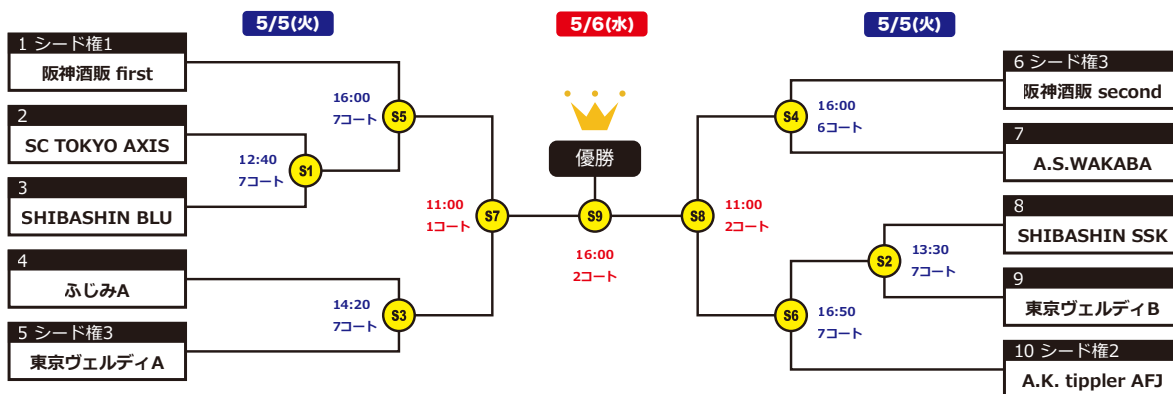 5/5(火)
5/6(水)
5/5(火)
1 シード権1
阪神酒販 first
2
SC TOKYO AXIS
3
SHIBASHIN BLU
4
ふじみA
5 シード権3
東京ヴェルディA
16:00
7コート
S5
12:40
7コート
S1
14:20
7コート
S3
11:00
1コート
S7
優勝
S9
16:00
2コート
S8
11:00
2コート
S4
16:00
6コート
S2
13:30
7コート
S6
16:50
7コート
6 シード権3
阪神酒販 second
7
A.S.WAKABA
8
SHIBASHIN SSK
9
東京ヴェルディB
10 シード権2
A.K. tippler AFJ